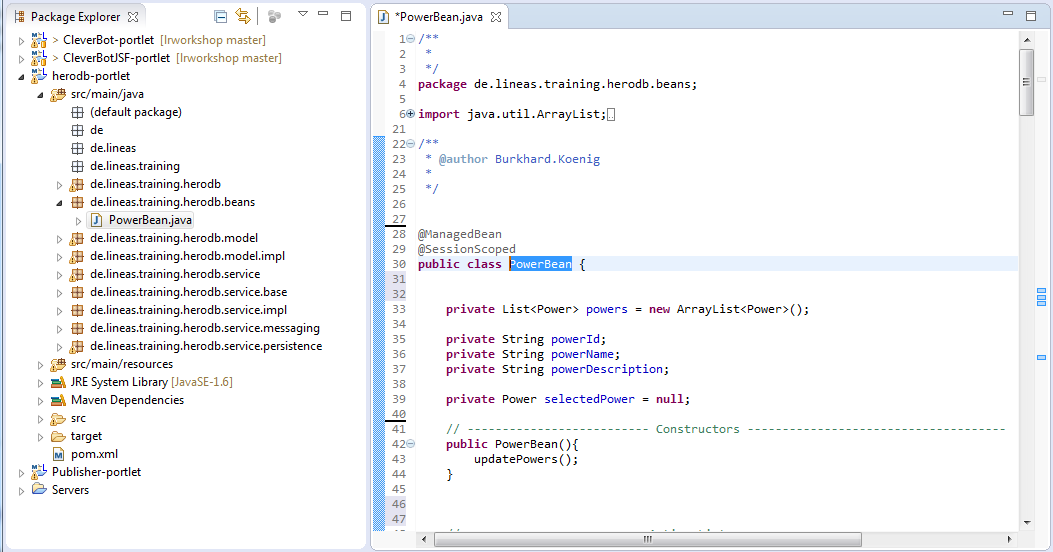 Package Explorer
> CleverBot-portlet [lrworkshop master]
> CleverBotJSF-portlet [lrworkshop master]
herodb-portlet
src/main/java
(default package)
de
de.lineas
de.lineas.training
de.lineas.training.herodb
de.lineas.training.herodb.beans
PowerBean.java
de.lineas.training.herodb.model
de.lineas.training.herodb.model.impl
de.lineas.training.herodb.service
de.lineas.training.herodb.service.base
de.lineas.training.herodb.service.impl
de.lineas.training.herodb.service.messaging
de.lineas.training.herodb.service.persistence
src/main/resources
JRE System Library [JavaSE-1.6]
Maven Dependencies
src
target
pom.xml
Publisher-portlet
Servers
*PowerBean.java
1 /**
2 *
3 */
4 package de.lineas.training.herodb.beans;
5
6 import java.util.ArrayList;
21
22 /**
23 * @author Burkhard.Koenig
24 *
25 */
26
27
28 @ManagedBean
29 @SessionScoped
30 public class PowerBean {
31
32
33 private List<Power> powers = new ArrayList<Power>();
34
35 private String powerId;
36 private String powerName;
37 private String powerDescription;
38
39 private Power selectedPower = null;
40
41 // -------------------------- Constructors -------------------------------------
42 public PowerBean(){
43 updatePowers();
44 }
45
46
47